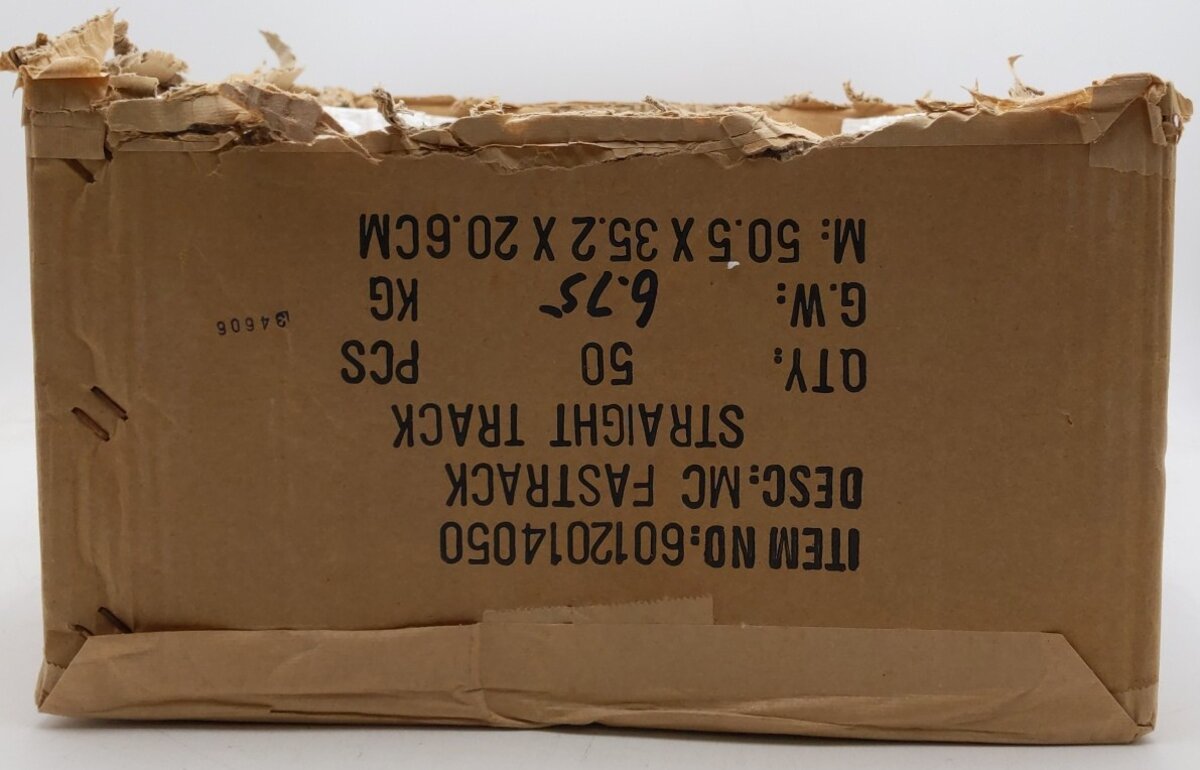 ITEM NO:6012014050
DESC:MC FASTRACK
STRAIGHT TRACK
QTY: 50 PCS
G.W: 6.75 KG
M: 50.5 X 35.2 X 20.6CM
34606